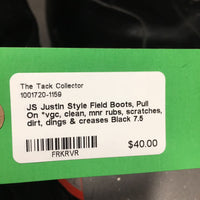 The Tack Collector
1001720-1159
JS Justin Style Field Boots, Pull
On *vgc, clean, mnr rubs, scratches,
dirt, dings & creases Black 7.5
$40.00
FRKRVR